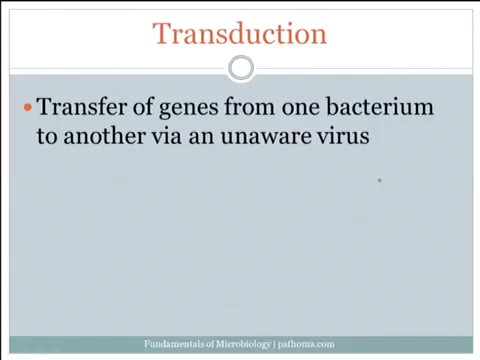 Transduction
Transfer of genes from one bacterium
to another via an unaware virus
Fundamentals of Microbiology | pathoma.com